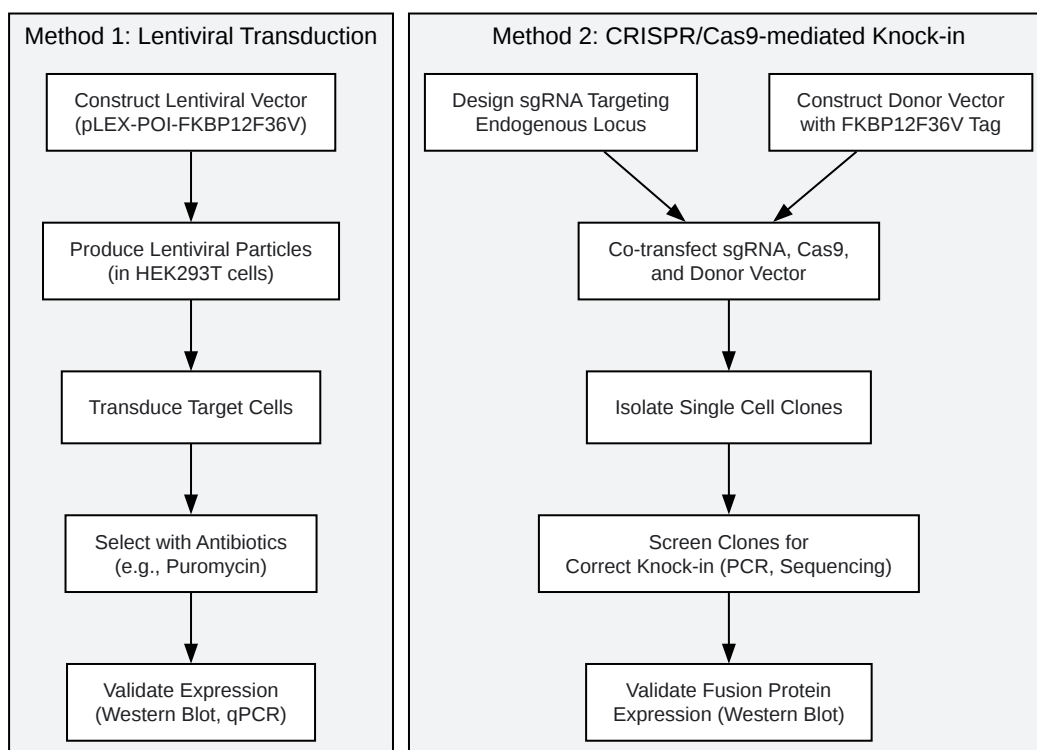 Method 1: Lentiviral Transduction
Construct Lentiviral Vector
(pLEX-POI-FKBP12F36V)
Produce Lentiviral Particles
(in HEK293T cells)
Transduce Target Cells
Select with Antibiotics
(e.g., Puromycin)
Validate Expression
(Western Blot, qPCR)
Method 2: CRISPR/Cas9-mediated Knock-in
Design sgRNA Targeting
Endogenous Locus
Construct Donor Vector
with FKBP12F36V Tag
Co-transfect sgRNA, Cas9,
and Donor Vector
Isolate Single Cell Clones
Screen Clones for
Correct Knock-in (PCR, Sequencing)
Validate Fusion Protein
Expression (Western Blot)